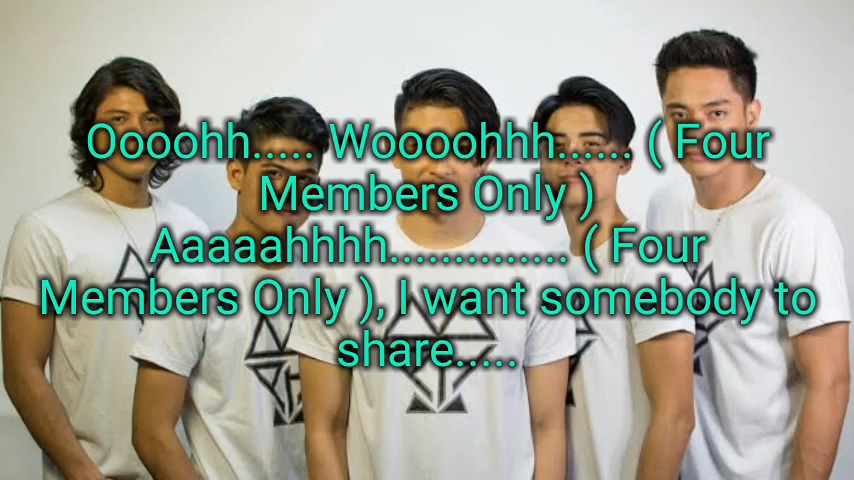 Oooohh..... Woooohhh...... ( Four
Members Only )
Aaaaahhhh.............. ( Four
Members Only ), I want somebody to
share.....